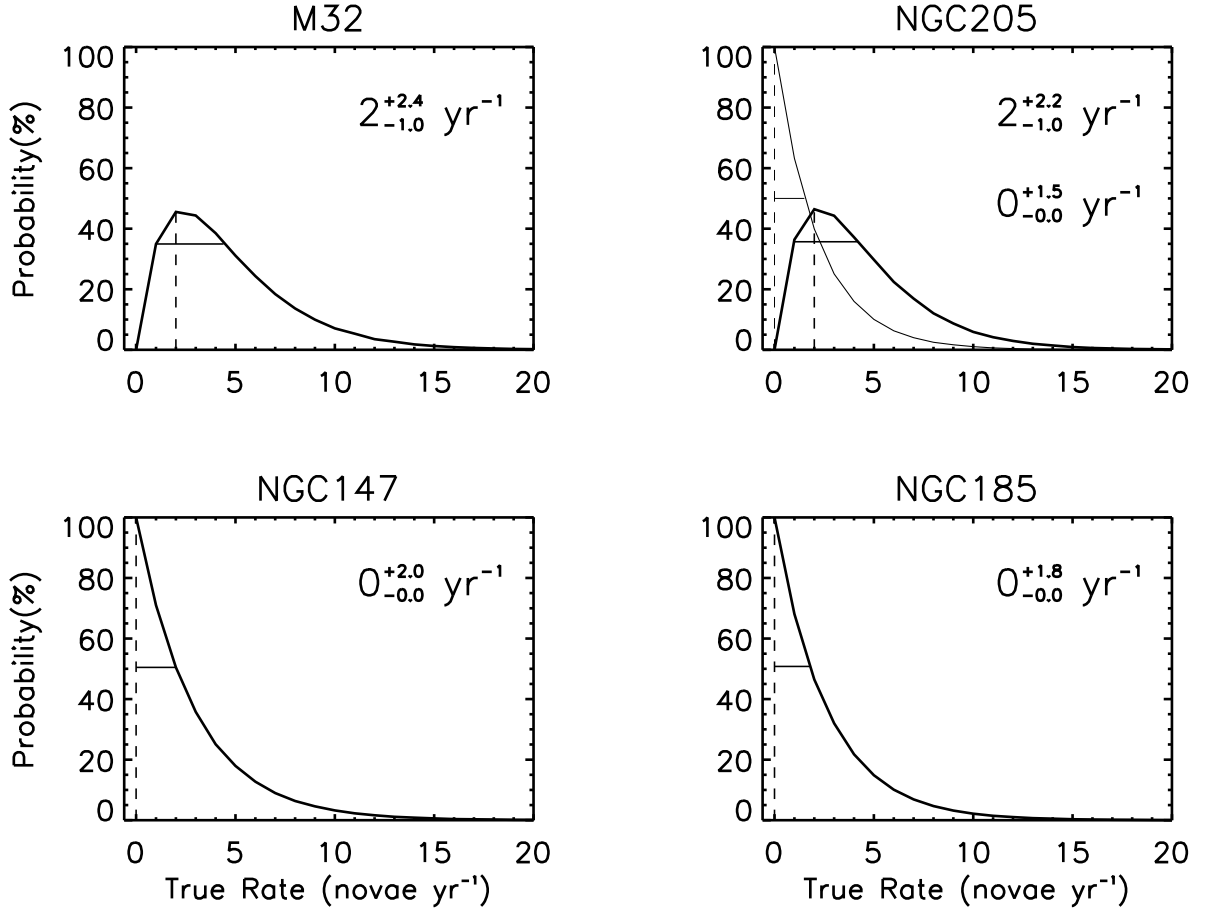 M32
100
80
60
40
20
0
Probability(%)
2 +2.4 −1.0 yr⁻¹
0 5 10 15 20
NGC205
100
80
60
40
20
0
2 +2.2 −1.0 yr⁻¹
0 +1.5 −0.0 yr⁻¹
0 5 10 15 20
NGC147
100
80
60
40
20
0
Probability(%)
0 +2.0 −0.0 yr⁻¹
0 5 10 15 20
True Rate (novae yr⁻¹)
NGC185
100
80
60
40
20
0
0 +1.8 −0.0 yr⁻¹
0 5 10 15 20
True Rate (novae yr⁻¹)